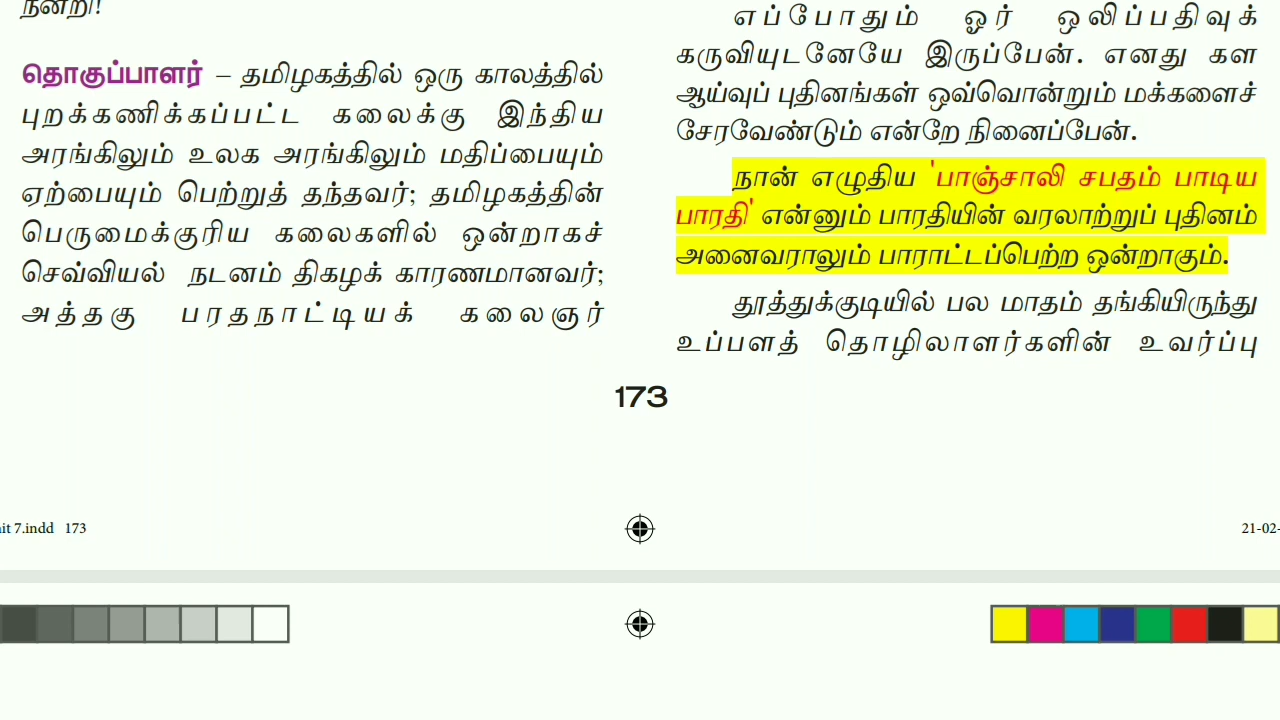 நன்றி!
தொகுப்பாளர் – தமிழகத்தில் ஒரு காலத்தில்
புறக்கணிக்கப்பட்ட கலைக்கு இந்திய
அரங்கிலும் உலக அரங்கிலும் மதிப்பையும்
ஏற்பையும் பெற்றுத் தந்தவர்; தமிழகத்தின்
பெருமைக்குரிய கலைகளில் ஒன்றாகச்
செவ்வியல் நடனம் திகழக் காரணமானவர்;
அத்தகு பரதநாட்டியக் கலைஞர்
எப்போதும் ஓர் ஒலிப்பதிவுக்
கருவியுடனேயே இருப்பேன். எனது கள
ஆய்வுப் புதினங்கள் ஒவ்வொன்றும் மக்களைச்
சேரவேண்டும் என்றே நினைப்பேன்.
நான் எழுதிய 'பாஞ்சாலி சபதம் பாடிய
பாரதி' என்னும் பாரதியின் வரலாற்றுப் புதினம்
அனைவராலும் பாராட்டப்பெற்ற ஒன்றாகும்.
தூத்துக்குடியில் பல மாதம் தங்கியிருந்து
உப்பளத் தொழிலாளர்களின் உவர்ப்பு
173
it 7.indd 173
21-02-